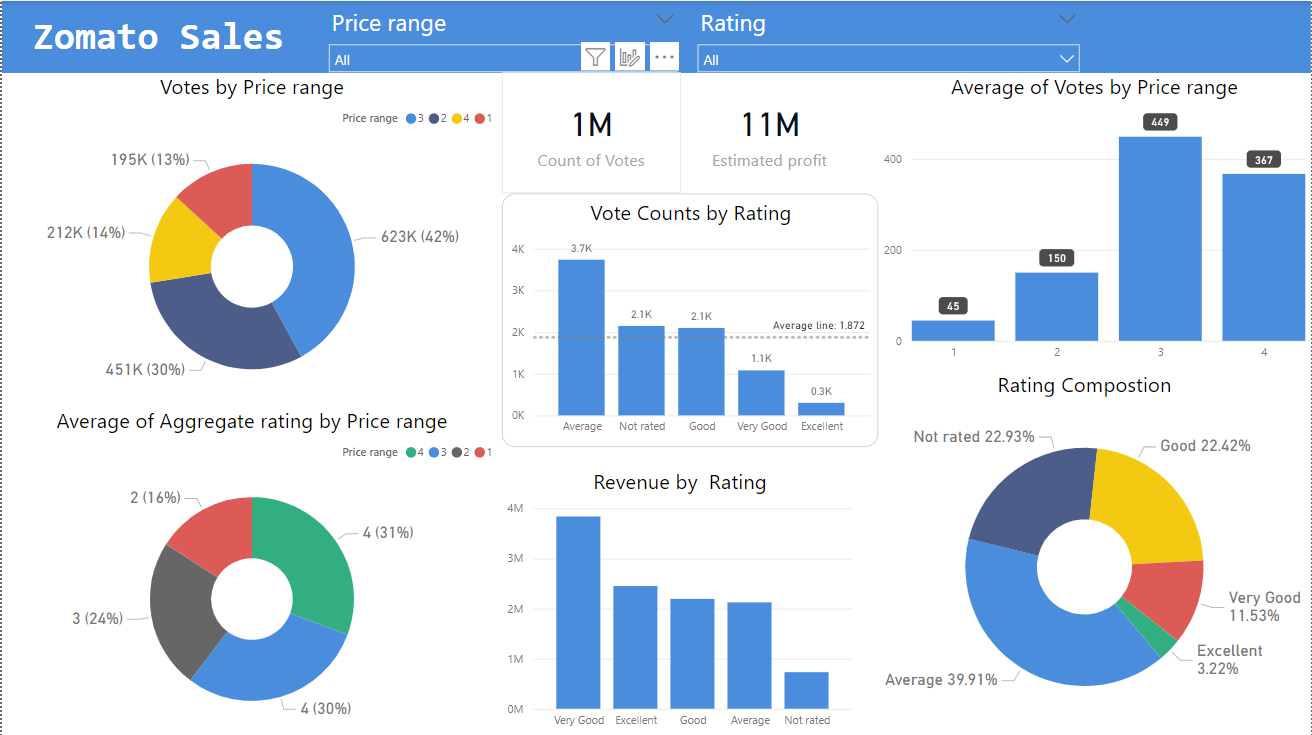 Zomato Sales
Price range
All
Rating
All
Votes by Price range
Price range 3 2 4 1
195K (13%)
212K (14%)
623K (42%)
451K (30%)
Average of Aggregate rating by Price range
Price range 4 3 2 1
2 (16%)
4 (31%)
3 (24%)
4 (30%)
1M
Count of Votes
11M
Estimated profit
Vote Counts by Rating
4K
3K
2K
1K
0K
3.7K
2.1K
2.1K
1.1K
0.3K
Average line: 1,872
Average Not rated Good Very Good Excellent
Revenue by Rating
4M
3M
2M
1M
0M
Very Good Excellent Good Average Not rated
Average of Votes by Price range
400
200
0
45
150
449
367
1 2 3 4
Rating Compostion
Not rated 22.93%
Good 22.42%
Very Good
11.53%
Excellent
3.22%
Average 39.91%